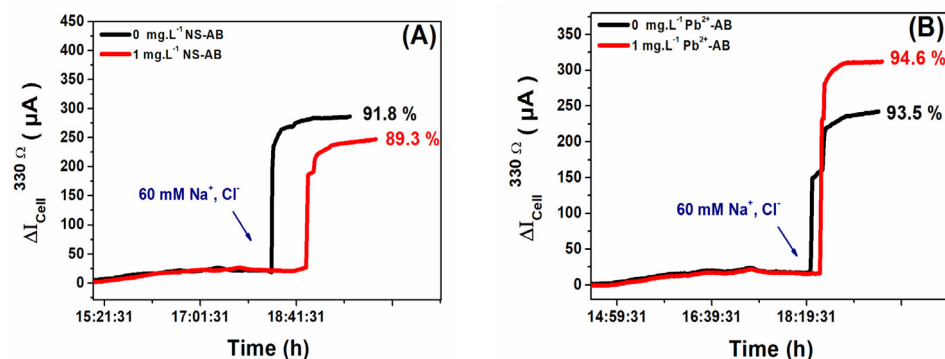 (A)
0 mg.L⁻¹ NS-AB
1 mg.L⁻¹ NS-AB
450
400
350
300
250
200
150
100
50
0
ΔI_Cell^330 Ω ( µA )
91.8 %
89.3 %
60 mM Na⁺, Cl⁻
15:21:31 17:01:31 18:41:31
Time (h)
(B)
0 mg.L⁻¹ Pb²⁺-AB
1 mg.L⁻¹ Pb²⁺-AB
350
300
250
200
150
100
50
0
ΔI_Cell^330 Ω ( µA )
94.6 %
93.5 %
60 mM Na⁺, Cl⁻
14:59:31 16:39:31 18:19:31
Time (h)